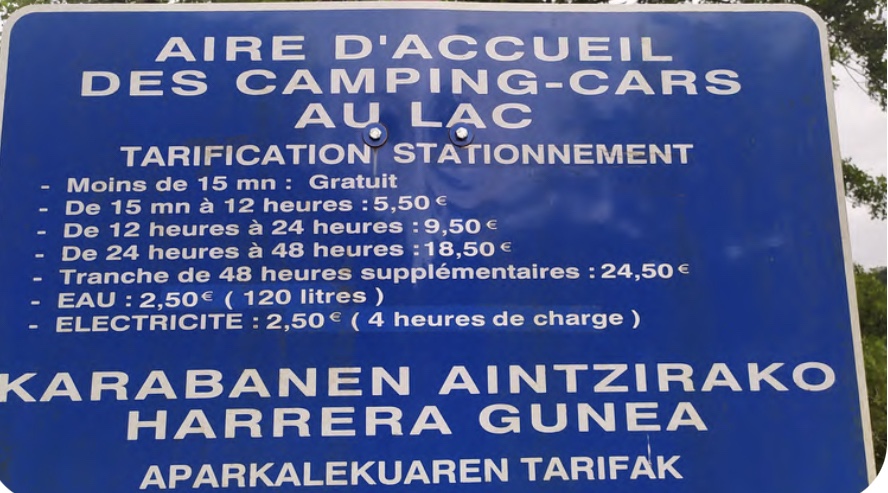 AIRE D'ACCUEIL
DES CAMPING-CARS
AU LAC
TARIFICATION STATIONNEMENT
- Moins de 15 mn : Gratuit
- De 15 mn à 12 heures : 5,50 €
- De 12 heures à 24 heures : 9,50 €
- De 24 heures à 48 heures : 18,50 €
- Tranche de 48 heures supplémentaires : 24,50 €
- EAU : 2,50 € ( 120 litres )
- ELECTRICITE : 2,50 € ( 4 heures de charge )
KARABANEN AINTZIRAKO
HARRERA GUNEA
APARKALEKUAREN TARIFAK